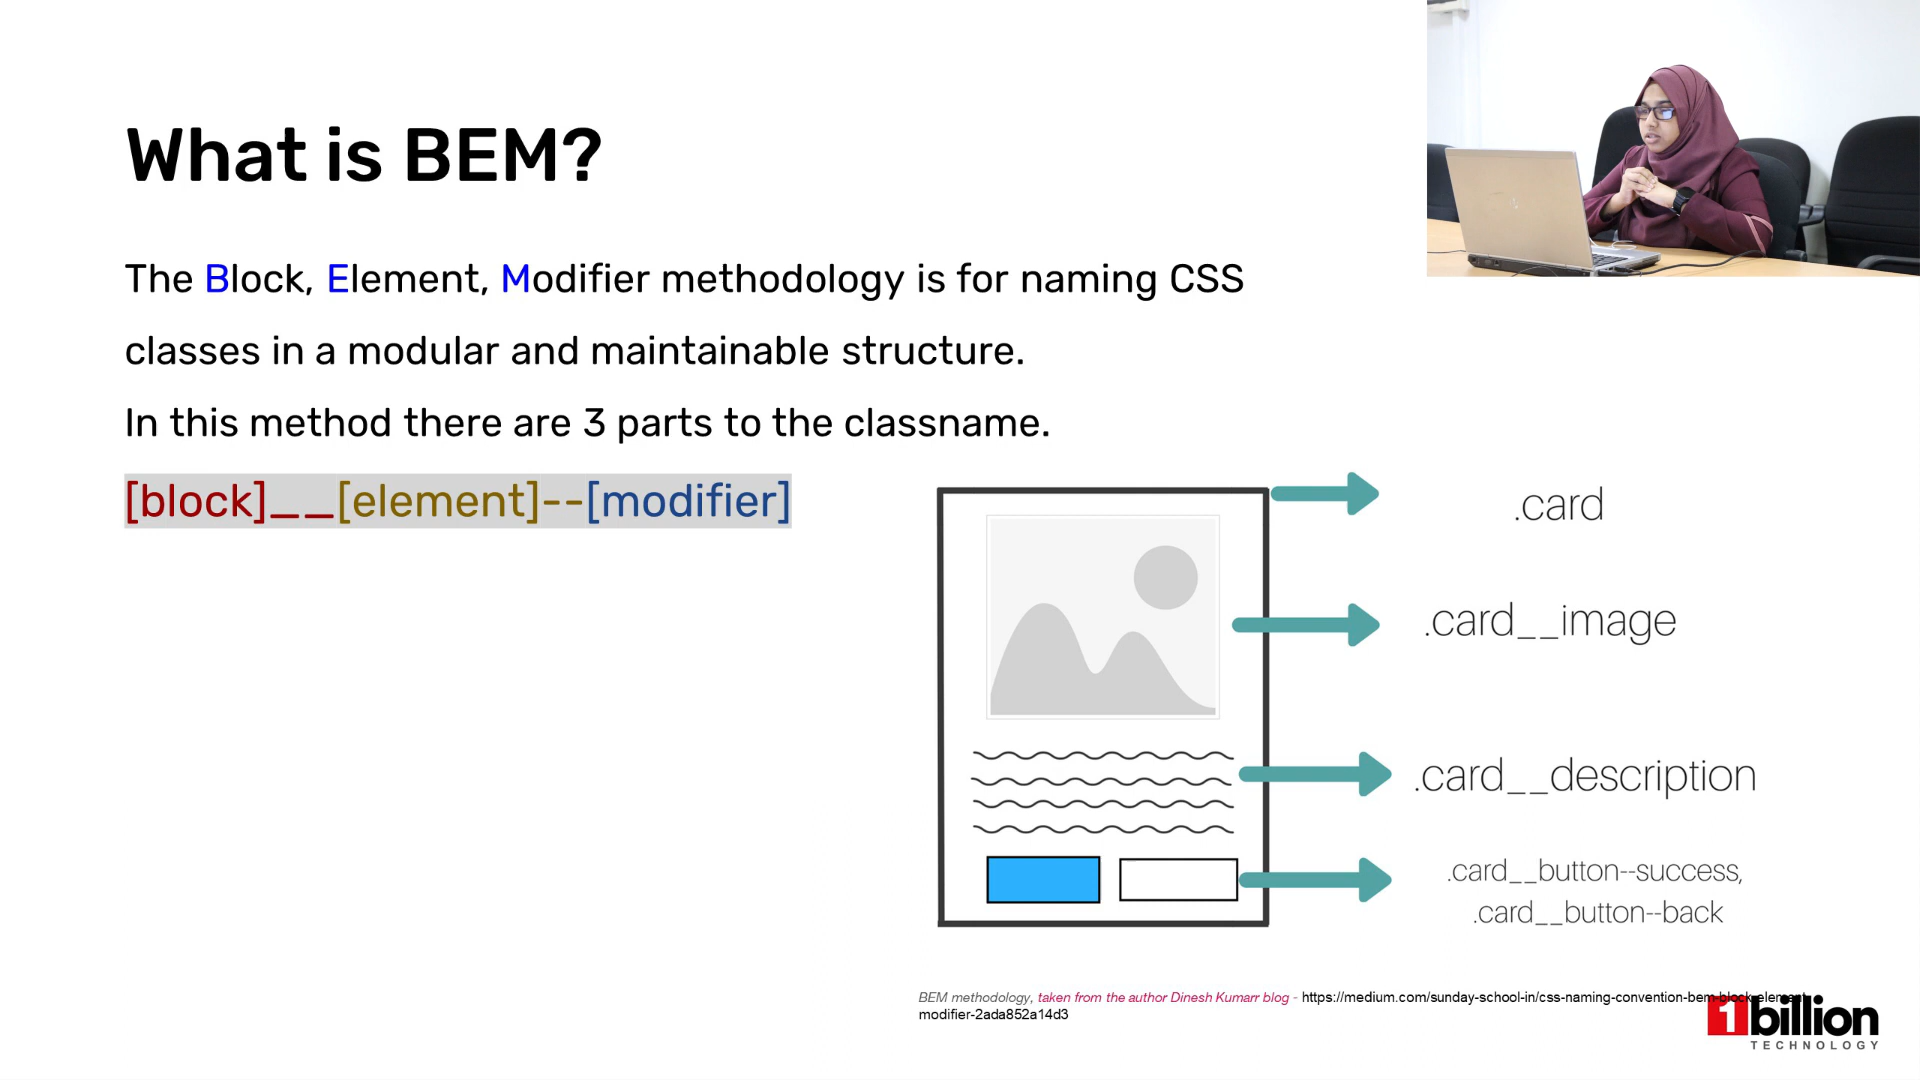 What is BEM?
The Block, Element, Modifier methodology is for naming CSS
classes in a modular and maintainable structure.
In this method there are 3 parts to the classname.
[block]__[element]--[modifier]
.card
.card__image
.card__description
.card__button--success,
.card__button--back
BEM methodology, taken from the author Dinesh Kumarr blog - https://medium.com/sunday-school-in/css-naming-convention-bem-block-element-
modifier-2ada852a14d3
1billion
TECHNOLOGY